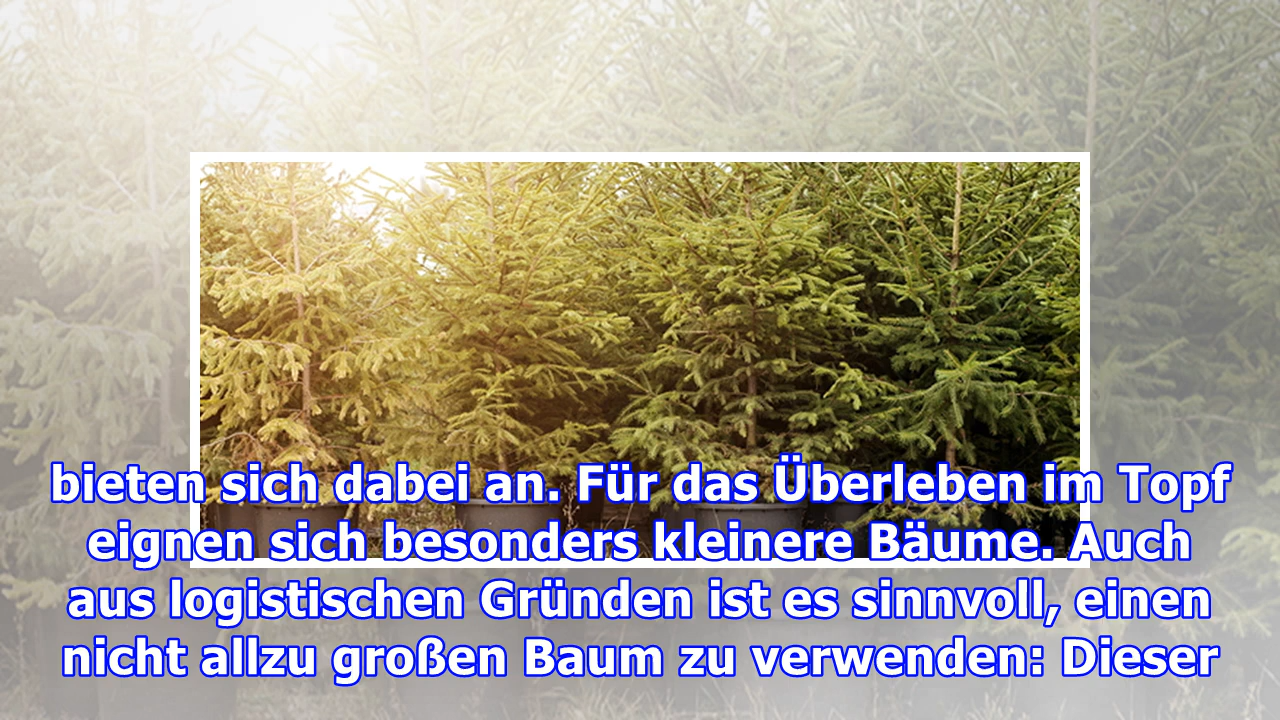 bieten sich dabei an. Für das Überleben im Topf
eignen sich besonders kleinere Bäume. Auch
aus logistischen Gründen ist es sinnvoll, einen
nicht allzu großen Baum zu verwenden: Dieser